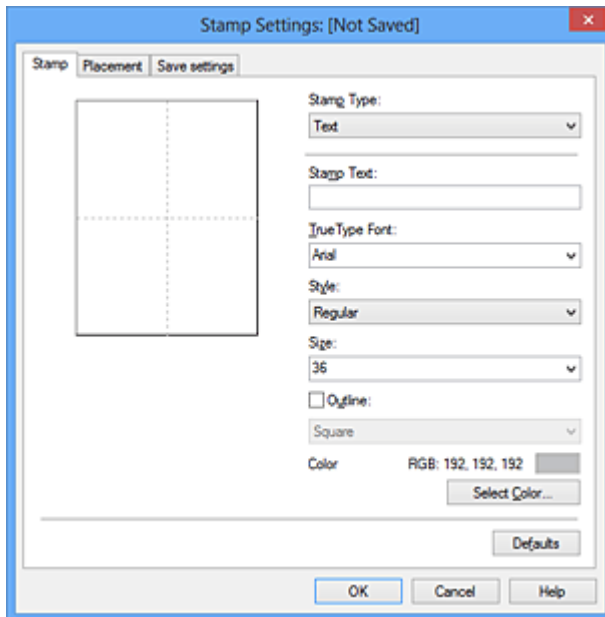 Stamp Settings: [Not Saved]
Stamp Placement Save settings
Stamp Type:
Text
Stamp Text:
TrueType Font:
Arial
Style:
Regular
Size:
36
Outline:
Square
Color RGB: 192, 192, 192
Select Color...
Defaults
OK Cancel Help